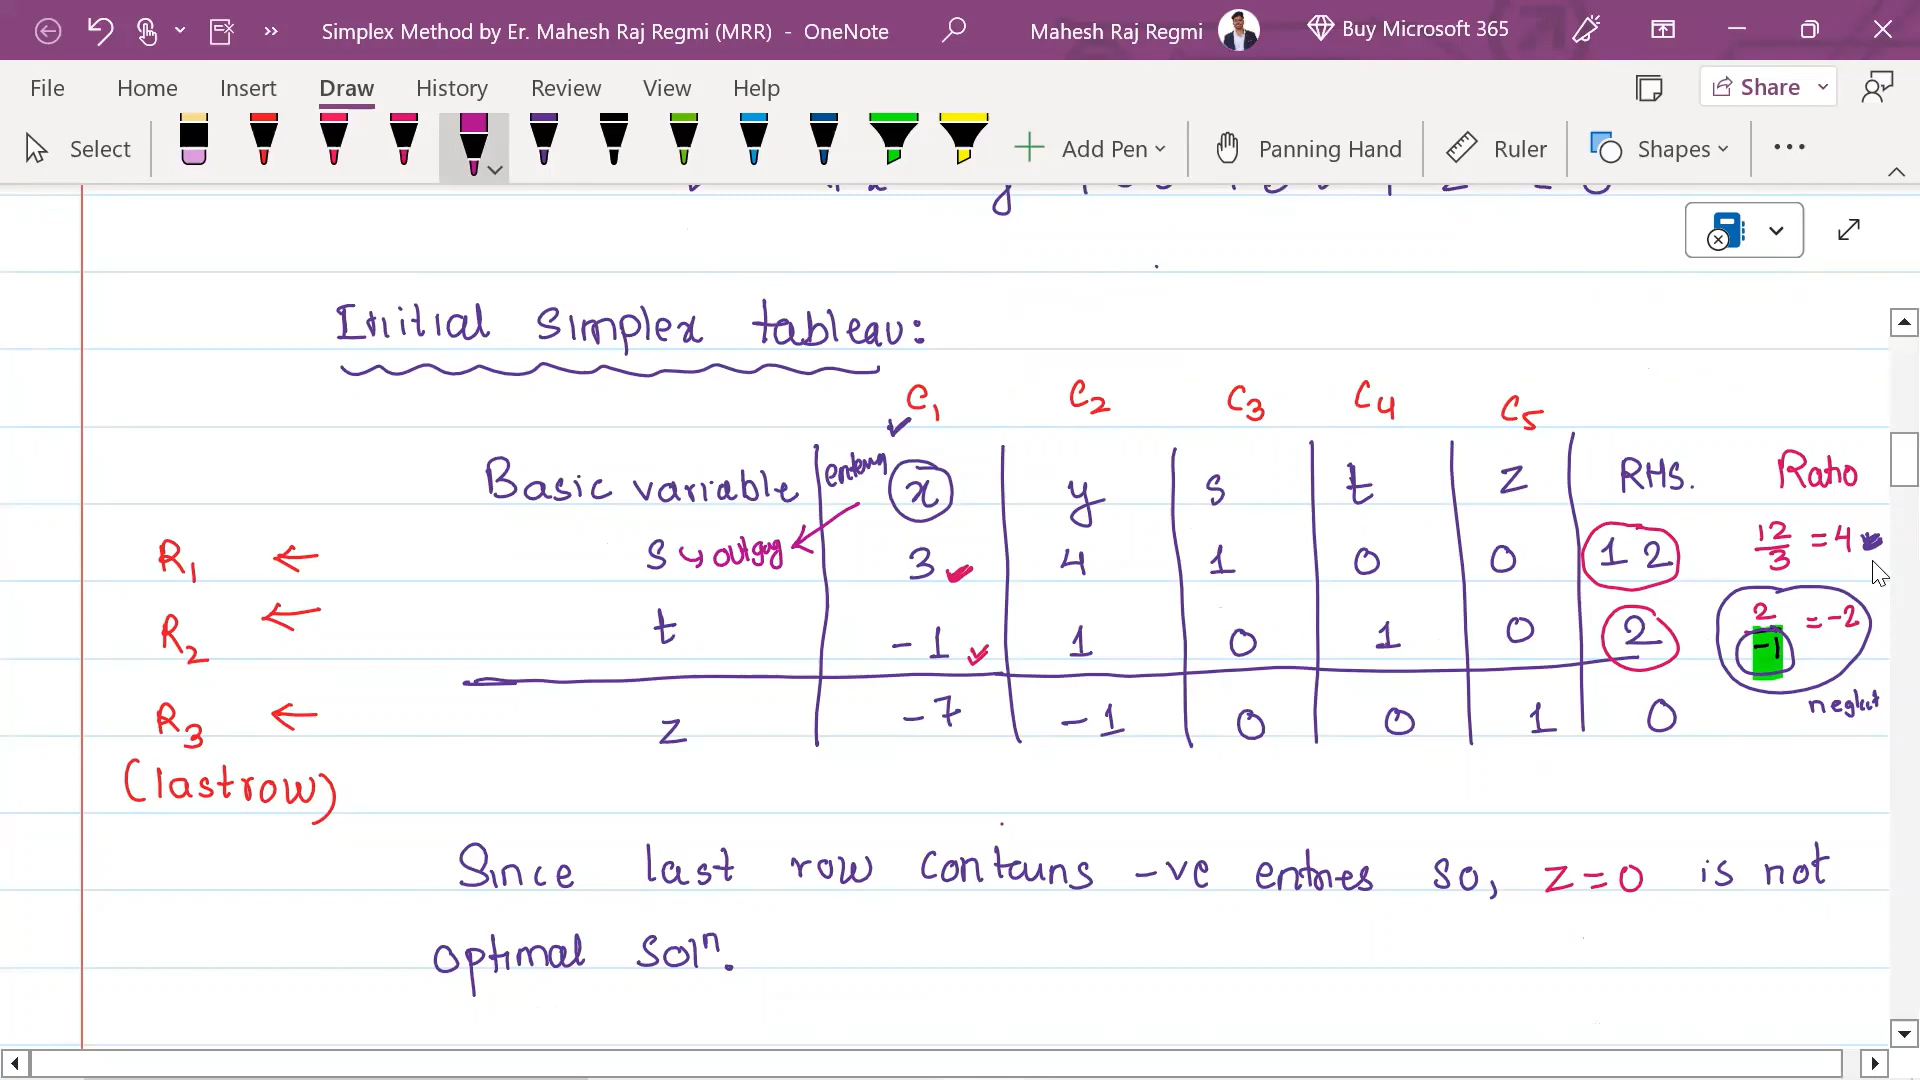 Simplex Method by Er. Mahesh Raj Regmi (MRR) - OneNote
Mahesh Raj Regmi
Buy Microsoft 365
File Home Insert Draw History Review View Help
Share
Select
Add Pen
Panning Hand
Ruler
Shapes
Initial simplex tableau:
C1 C2 C3 C4 C5
Basic variable entering x y s t z RHS. Ratio
R1 ← s ↪ outgoing 3 4 1 0 0 12 12/3 = 4
R2 ← t -1 1 0 1 0 2 2/-1 = -2
neglect
R3 ← z -7 -1 0 0 1 0
(last row)
Since last row contains -ve entries so, z=0 is not
optimal solⁿ.